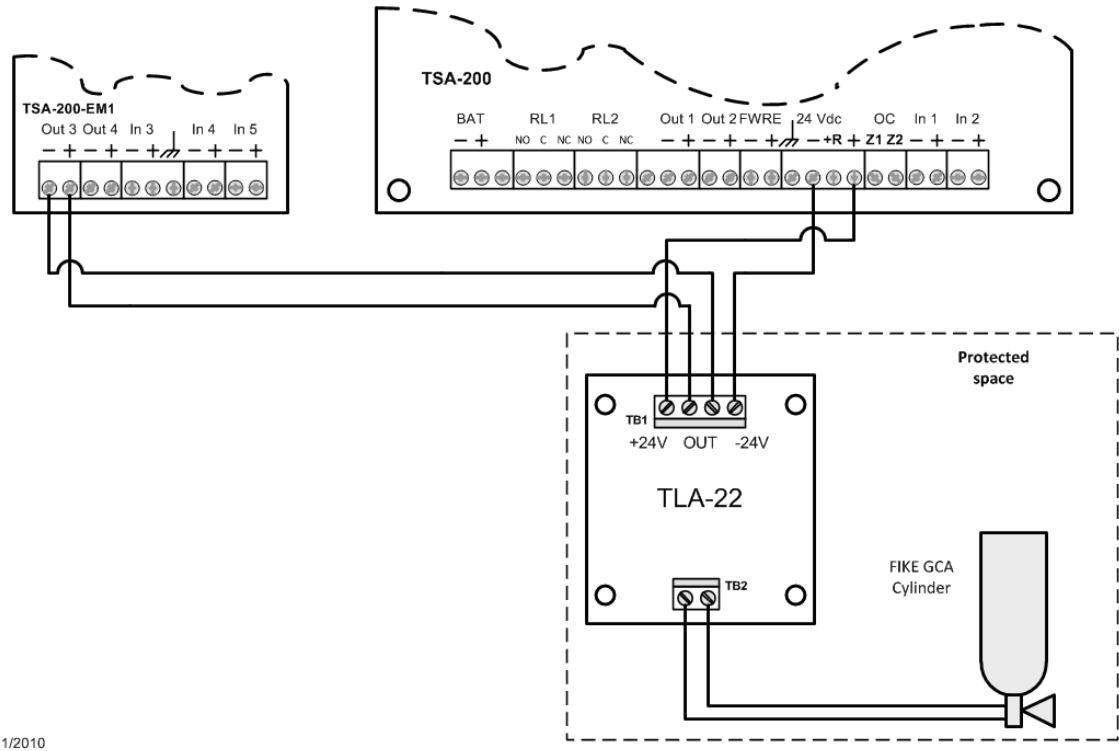 TSA-200-EM1
Out 3 Out 4 In 3 In 4 In 5
− + − + − + − + − +
TSA-200
BAT RL1 RL2 Out 1 Out 2 FWRE 24 Vdc OC In 1 In 2
− + NO C NC NO C NC − + − + − + − +R + Z1 Z2 − + − +
Protected
space
TB1
+24V OUT -24V
TLA-22
FIKE GCA
Cylinder
TB2
1/2010